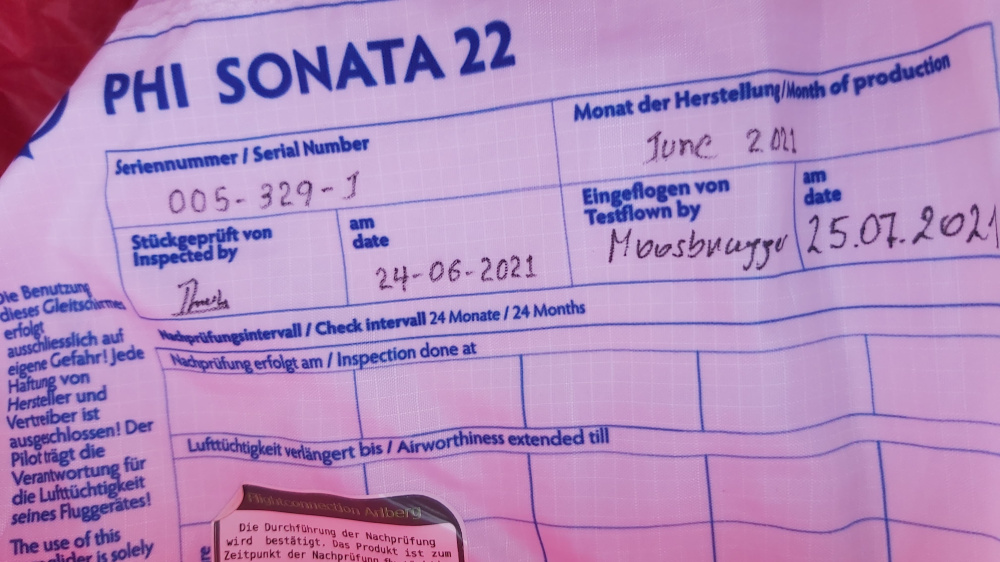 PHI SONATA 22
Seriennummer / Serial Number
005-329-J
Monat der Herstellung/Month of production
June 2021
Stückgeprüft von
Inspected by
am
date
24-06-2021
Eingeflogen von
Testflown by
Moosbrugger
am
date
25.07.2021
Nachprüfungsintervall / Check intervall 24 Monate / 24 Months
Nachprüfung erfolgt am / Inspection done at
Lufttüchtigkeit verlängert bis / Airworthiness extended till
Die Benutzung
dieses Gleitschirmes
erfolgt
ausschliesslich auf
eigene Gefahr! Jede
Haftung von
Hersteller und
Vertreiber ist
ausgeschlossen! Der
Pilot trägt die
Verantwortung für
die Lufttüchtigkeit
seines Fluggerätes!
The use of this
glider is solely
Flightconnection Arlberg
Die Durchführung der Nachprüfung
wird bestätigt. Das Produkt ist zum
Zeitpunkt der Nachprüfung